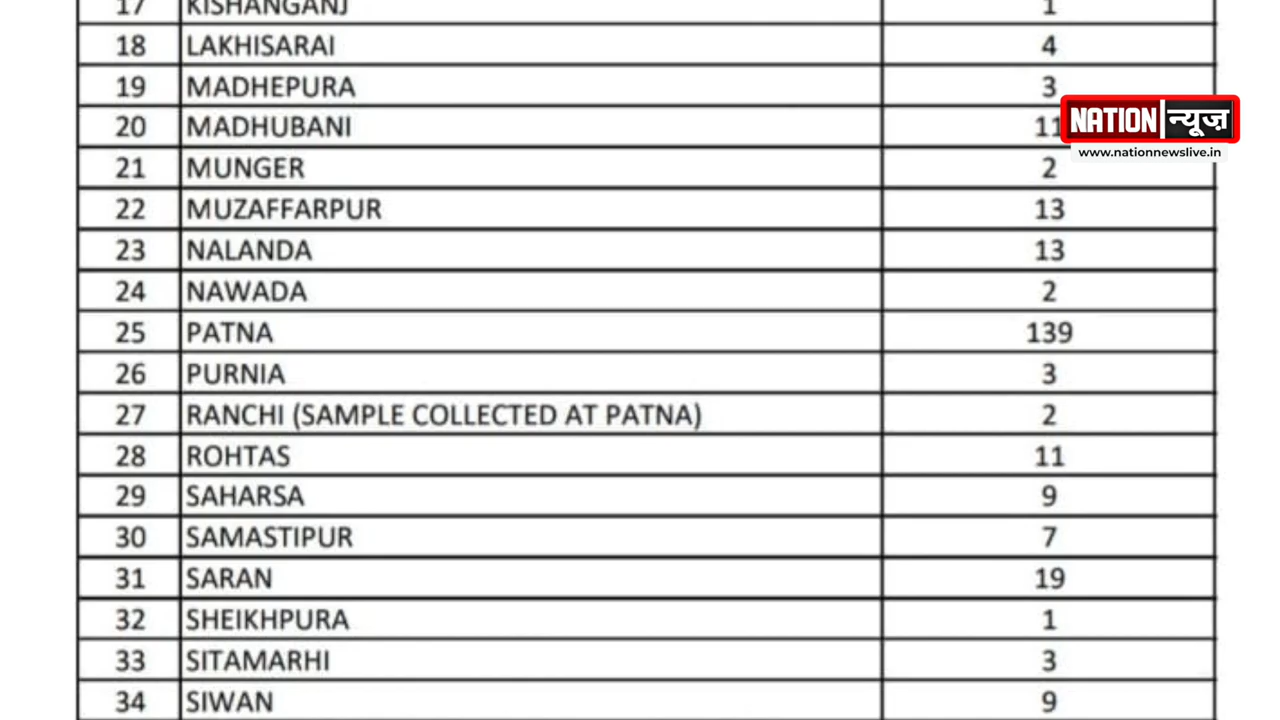 17 KISHANGANJ 1
18 LAKHISARAI 4
19 MADHEPURA 3
20 MADHUBANI 11
21 MUNGER 2
22 MUZAFFARPUR 13
23 NALANDA 13
24 NAWADA 2
25 PATNA 139
26 PURNIA 3
27 RANCHI (SAMPLE COLLECTED AT PATNA) 2
28 ROHTAS 11
29 SAHARSA 9
30 SAMASTIPUR 7
31 SARAN 19
32 SHEIKHPURA 1
33 SITAMARHI 3
34 SIWAN 9
NATION न्यूज़
www.nationnewslive.in